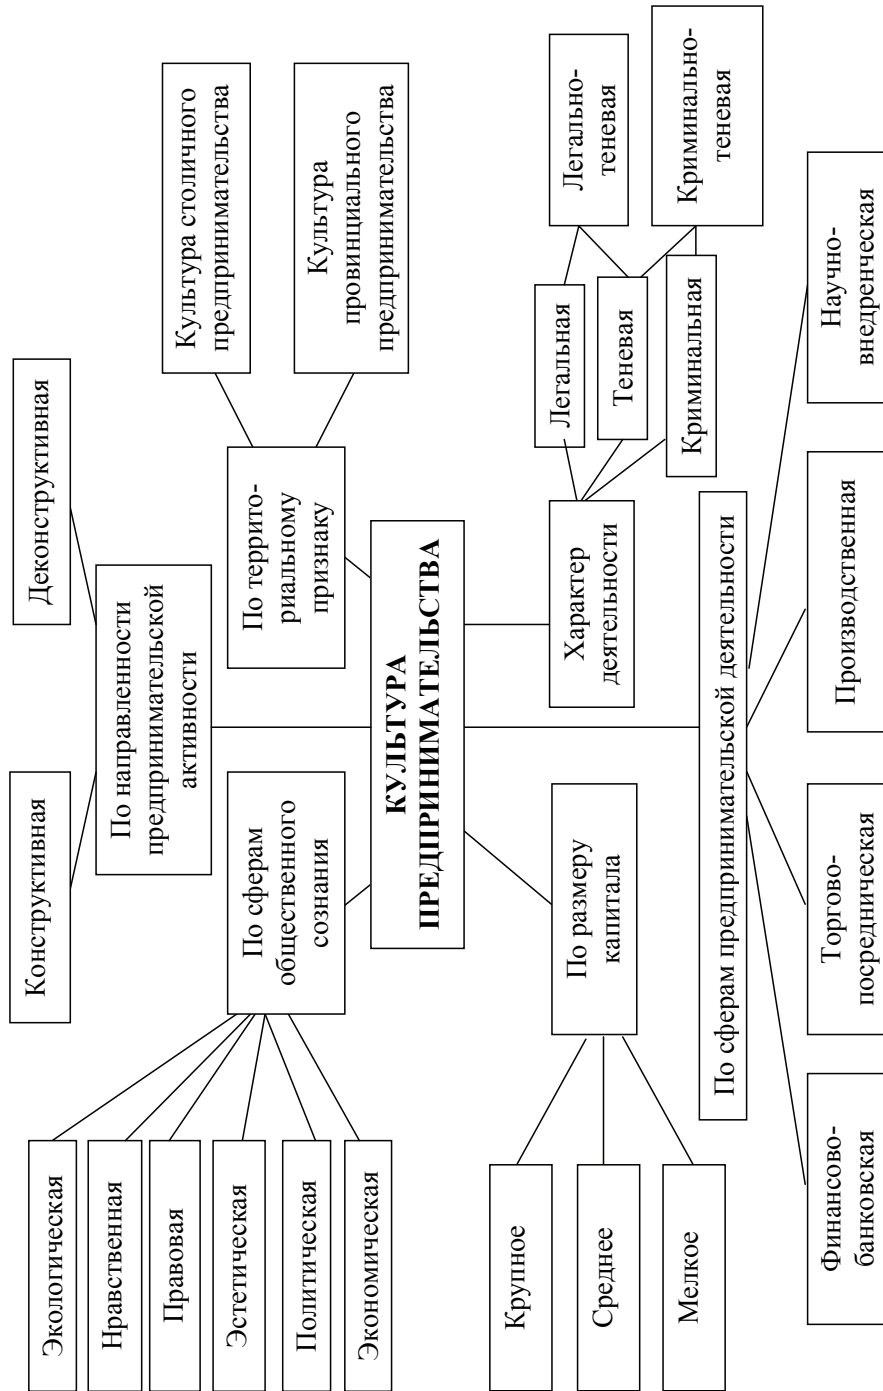 Конструктивная
Деконструктивная
По направленности
предпринимательской
активности
Экологическая
Нравственная
Правовая
Эстетическая
Политическая
Экономическая
По сферам
общественного
сознания
По террито-
риальному
признаку
Культура столичного
предпринимательства
Культура
провинциального
предпринимательства
КУЛЬТУРА
ПРЕДПРИНИМАТЕЛЬСТВА
Крупное
Среднее
Мелкое
По размеру
капитала
Характер
деятельности
Легальная
Теневая
Криминальная
Легально-
теневая
Криминально-
теневая
По сферам предпринимательской деятельности
Финансово-
банковская
Торгово-
посредническая
Производственная
Научно-
внедренческая